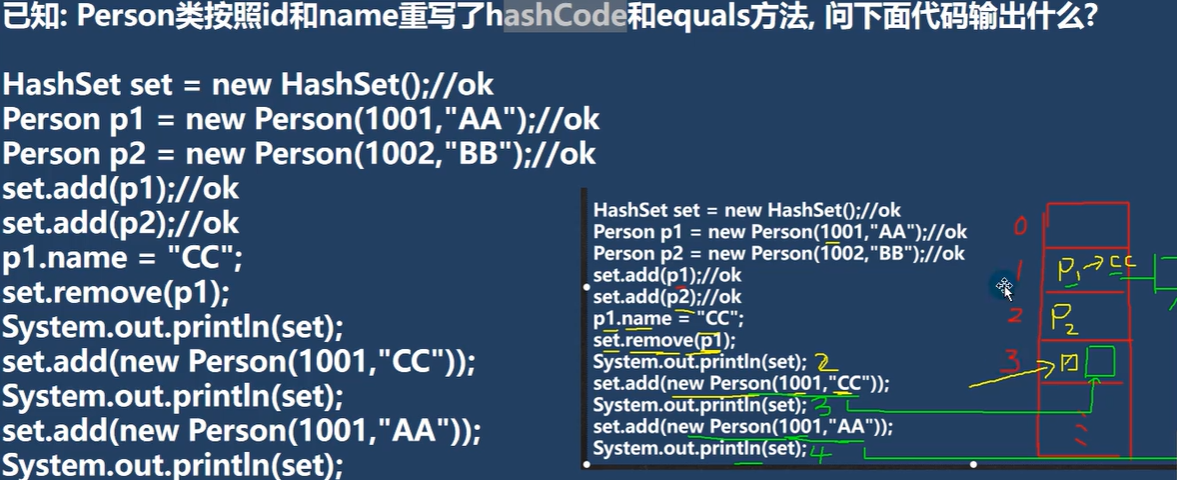 已知: Person类按照id和name重写了hashCode和equals方法, 问下面代码输出什么?
HashSet set = new HashSet();//ok
Person p1 = new Person(1001,"AA");//ok
Person p2 = new Person(1002,"BB");//ok
set.add(p1);//ok
set.add(p2);//ok
p1.name = "CC";
set.remove(p1);
System.out.println(set);
set.add(new Person(1001,"CC"));
System.out.println(set);
set.add(new Person(1001,"AA"));
System.out.println(set);
HashSet set = new HashSet();//ok
Person p1 = new Person(1001,"AA");//ok
Person p2 = new Person(1002,"BB");//ok
set.add(p1);//ok
set.add(p2);//ok
p1.name = "CC";
set.remove(p1);
System.out.println(set); 2
set.add(new Person(1001,"CC"));
System.out.println(set); 3
set.add(new Person(1001,"AA"));
System.out.println(set); 4
0
1 P1→CC
2 P2
3